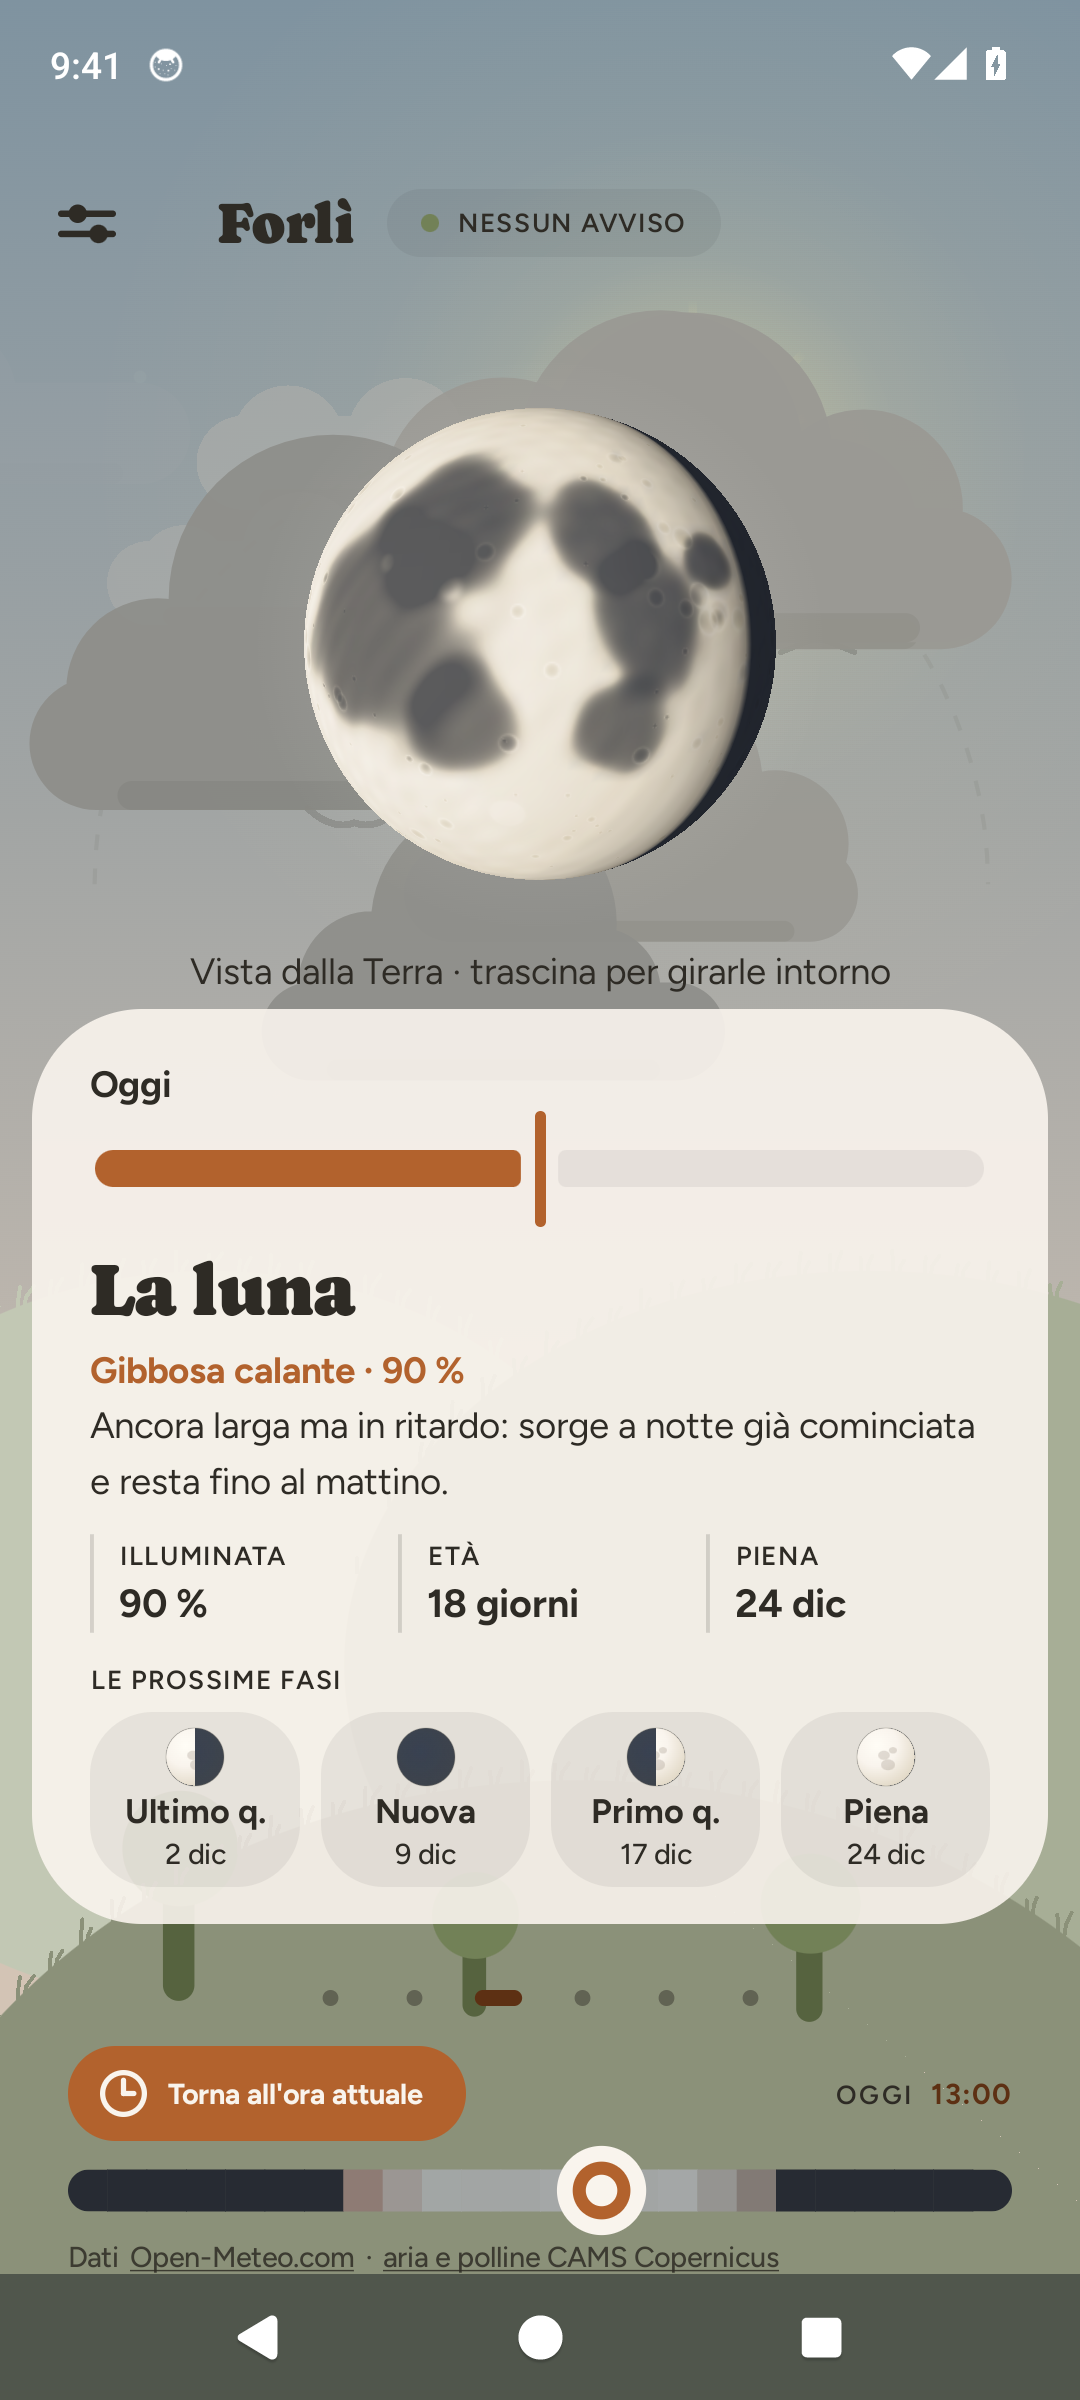 9:41
Forlì
NESSUN AVVISO
Vista dalla Terra · trascina per girarle intorno
Oggi
La luna
Gibbosa calante · 90 %
Ancora larga ma in ritardo: sorge a notte già cominciata
e resta fino al mattino.
ILLUMINATA ETÀ PIENA
90 % 18 giorni 24 dic
LE PROSSIME FASI
Ultimo q. Nuova Primo q. Piena
2 dic 9 dic 17 dic 24 dic
Torna all'ora attuale
OGGI 13:00
Dati Open-Meteo.com · aria e polline CAMS Copernicus